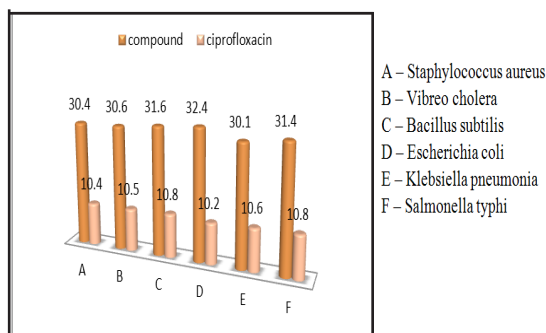 compound ciprofloxacin
30.4 30.6 31.6 32.4 30.1 31.4
10.4 10.5 10.8 10.2 10.6 10.8
A B C D E F
A – Staphylococcus aureus
B – Vibreo cholera
C – Bacillus subtilis
D – Escherichia coli
E – Klebsiella pneumonia
F – Salmonella typhi